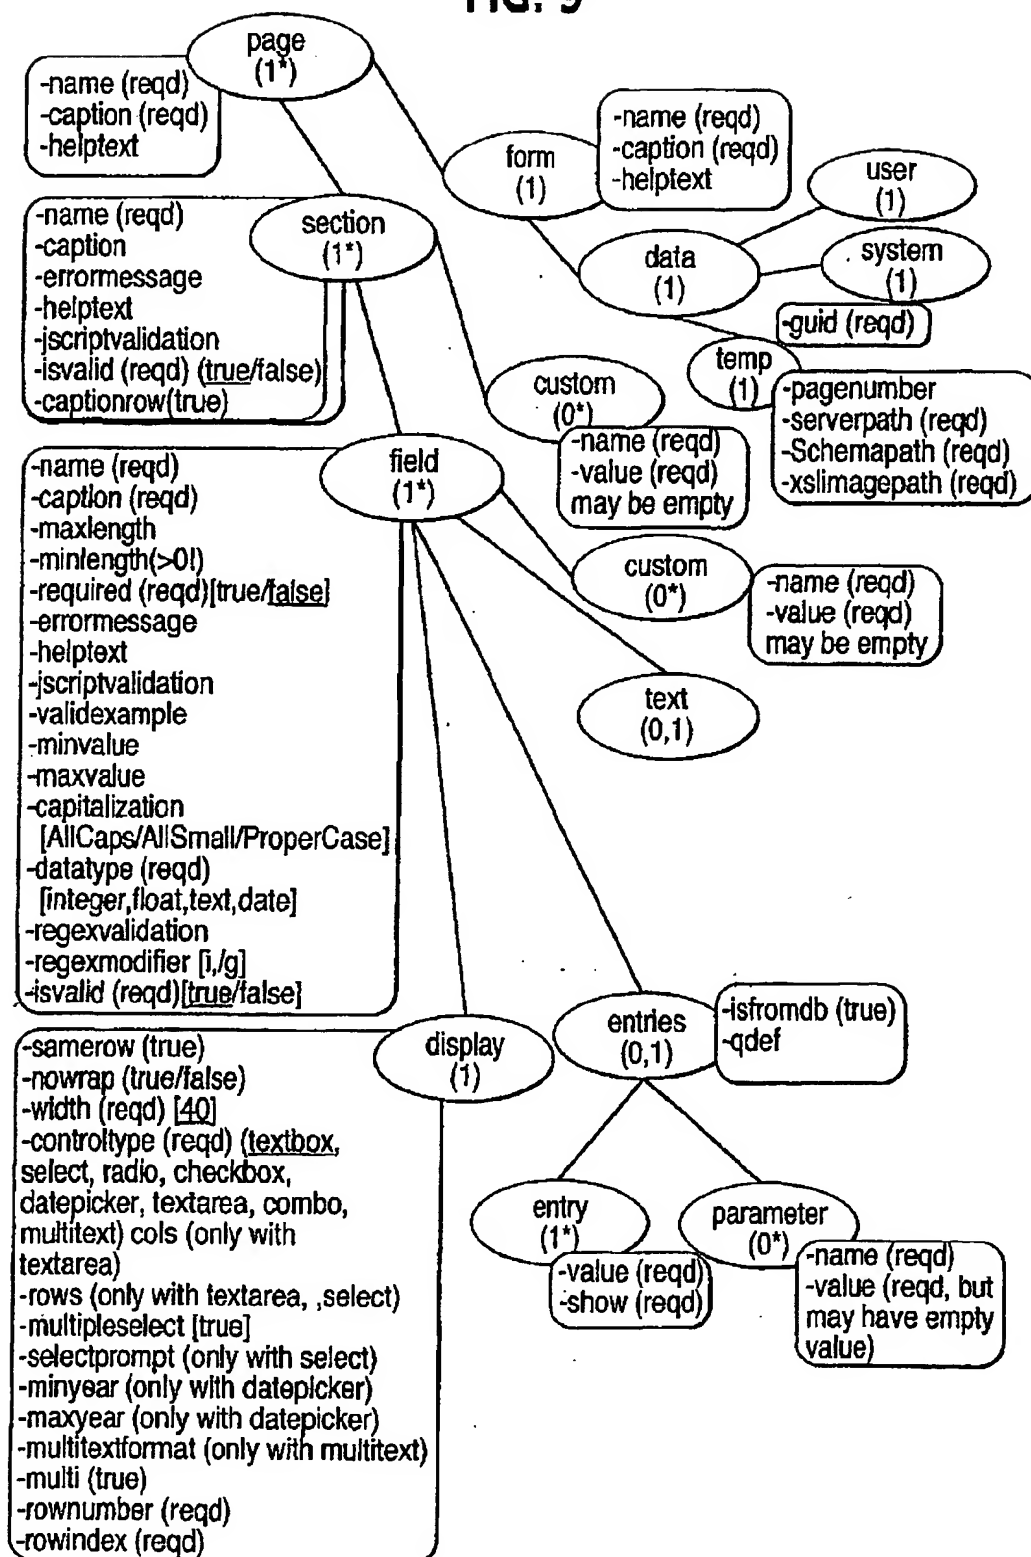 FIG. 9
page
(1*)
-name (reqd)
-caption (reqd)
-helptext
form
(1)
-name (reqd)
-caption (reqd)
-helptext
user
(1)
section
(1*)
-name (reqd)
-caption
-errormessage
-helptext
-jscriptvalidation
-isvalid (reqd) (true/false)
-captionrow(true)
data
(1)
system
(1)
-guid (reqd)
temp
(1)
-pagenumber
-serverpath (reqd)
-Schemapath (reqd)
-xslimagepath (reqd)
custom
(0*)
-name (reqd)
-value (reqd)
may be empty
field
(1*)
-name (reqd)
-caption (reqd)
-maxlength
-minlength(>0!)
-required (reqd)[true/false]
-errormessage
-helptext
-jscriptvalidation
-validexample
-minvalue
-maxvalue
-capitalization
[AllCaps/AllSmall/ProperCase]
-datatype (reqd)
[integer,float,text,date]
-regexvalidation
-regexmodifier [i,/g]
-isvalid (reqd)[true/false]
custom
(0*)
-name (reqd)
-value (reqd)
may be empty
text
(0,1)
display
(1)
-samerow (true)
-nowrap (true/false)
-width (reqd) [40]
-controltype (reqd) (textbox,
select, radio, checkbox,
datepicker, textarea, combo,
multitext) cols (only with
textarea)
-rows (only with textarea, ,select)
-multipleselect [true]
-selectprompt (only with select)
-minyear (only with datepicker)
-maxyear (only with datepicker)
-multitextformat (only with multitext)
-multi (true)
-rownumber (reqd)
-rowindex (reqd)
entries
(0,1)
-isfromdb (true)
-qdef
entry
(1*)
-value (reqd)
-show (reqd)
parameter
(0*)
-name (reqd)
-value (reqd, but
may have empty
value)